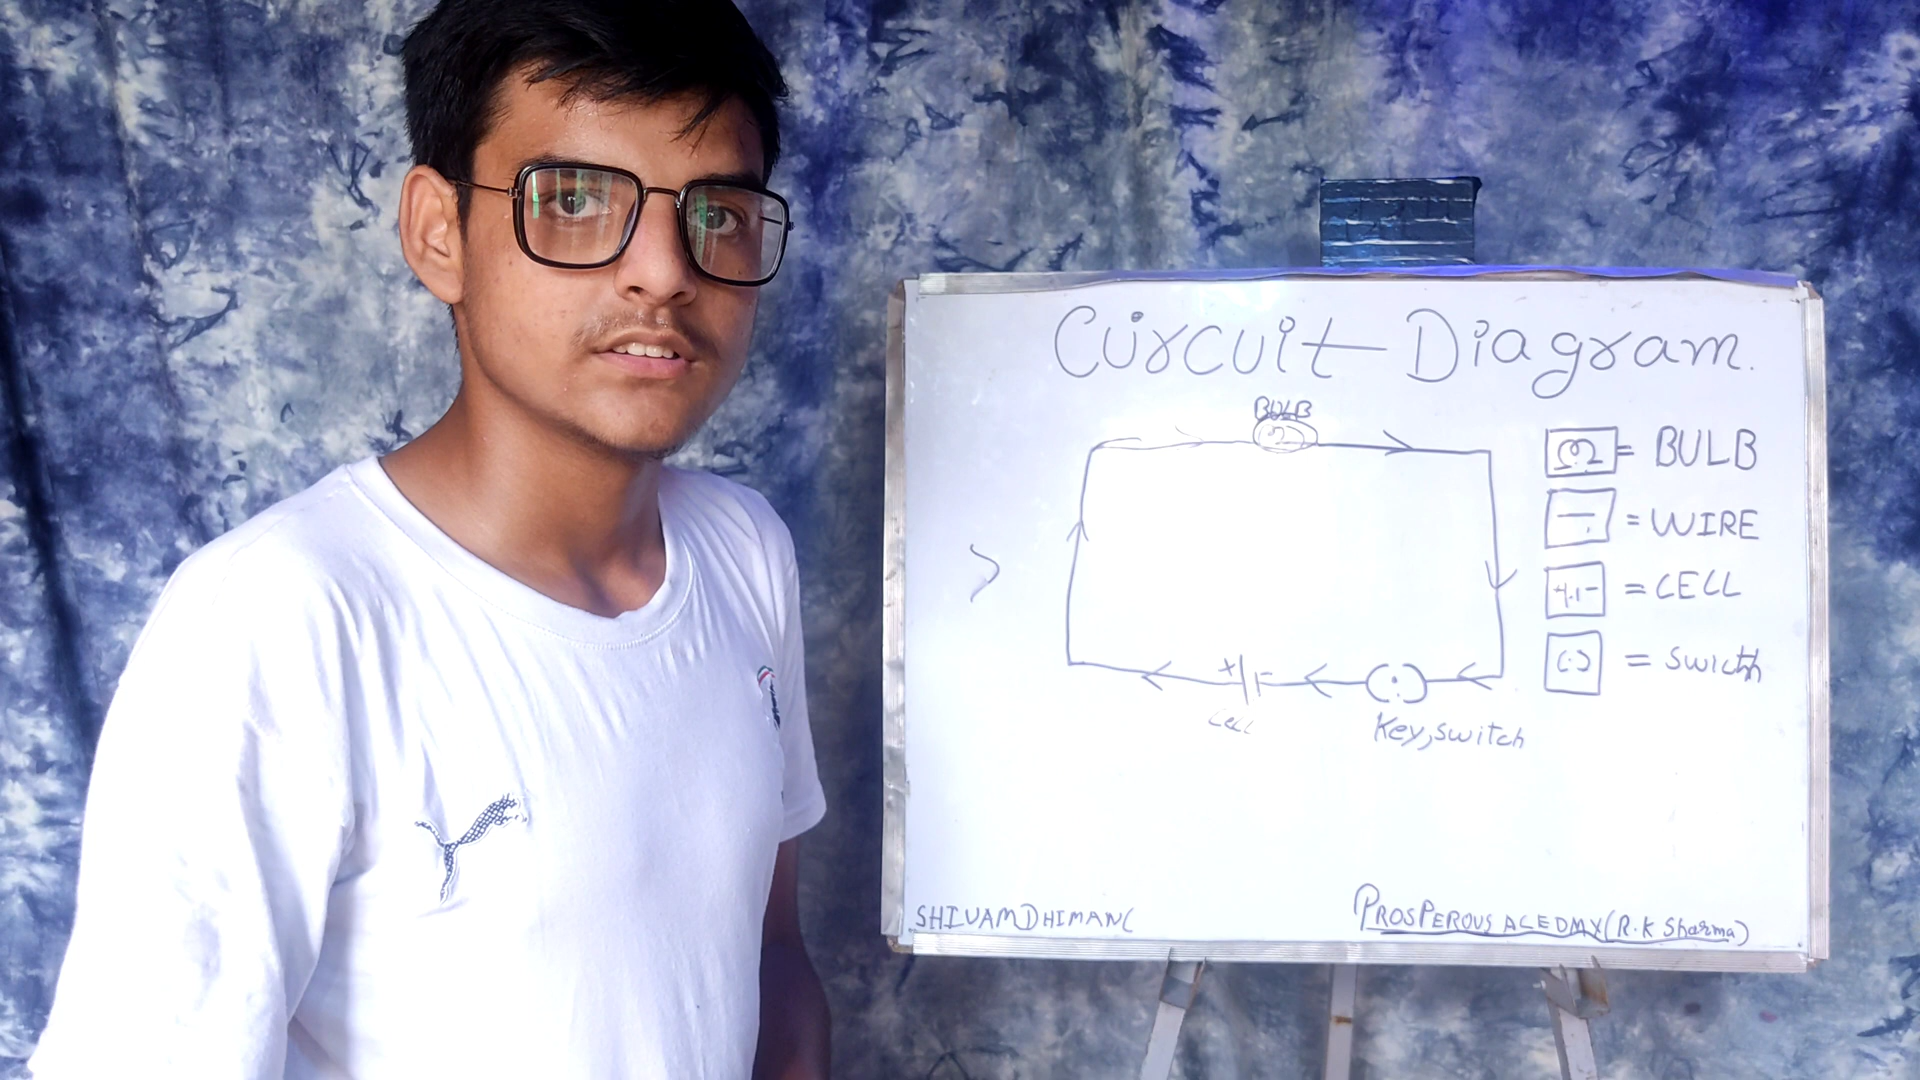 Circuit Diagram.
BULB
= BULB
= WIRE
+ -
= CELL
= Switch
+ -
Cell
Key, switch
SHIVAM DHIMAN(
PROSPEROUS ACEDMY (R.K Sharma)